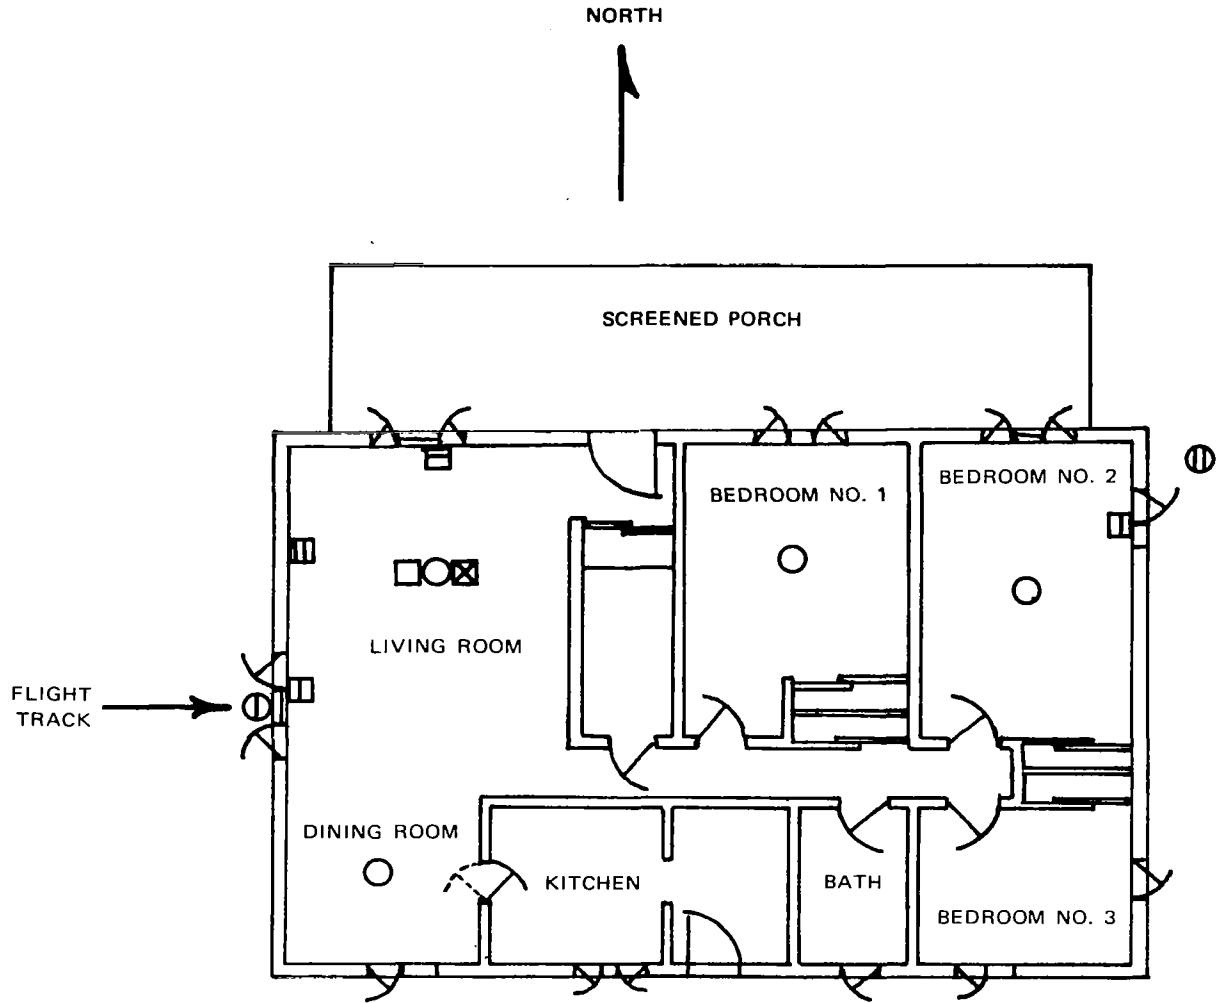 NORTH
SCREENED PORCH
BEDROOM NO. 2
BEDROOM NO. 1
LIVING ROOM
FLIGHT
TRACK
DINING ROOM
KITCHEN
BATH
BEDROOM NO. 3